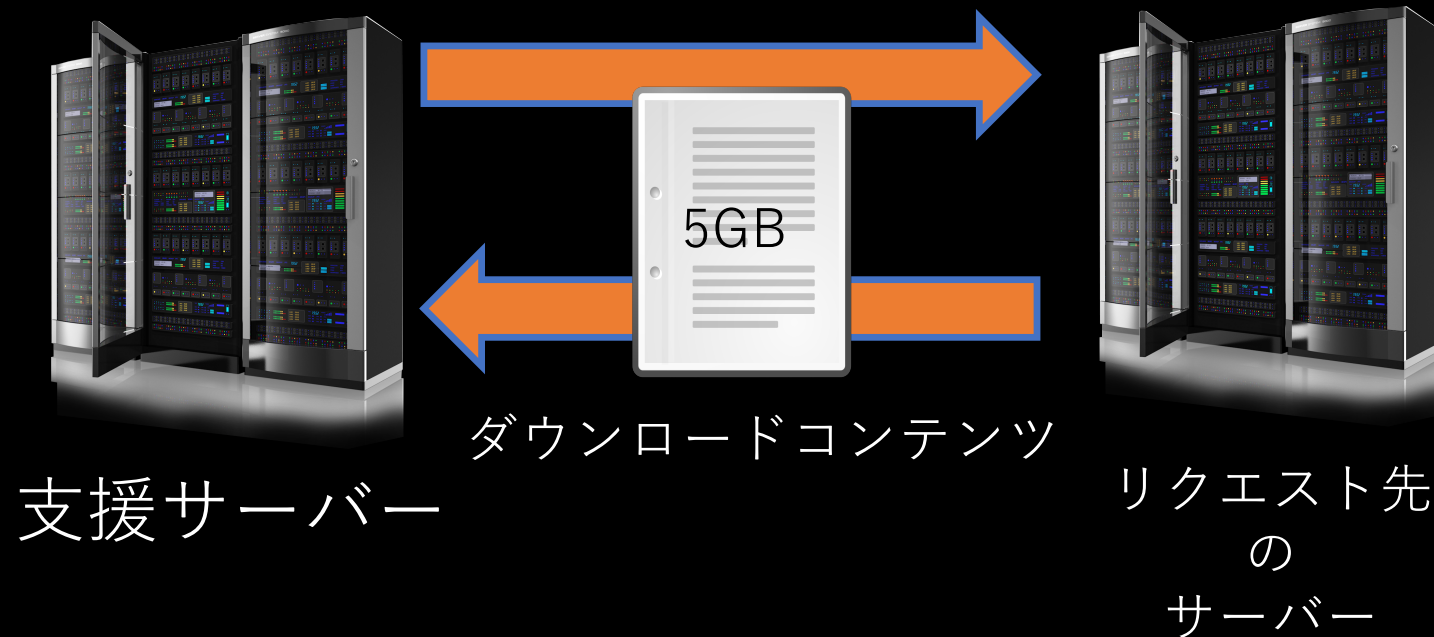 5GB
ダウンロードコンテンツ
支援サーバー
リクエスト先
の
サーバー